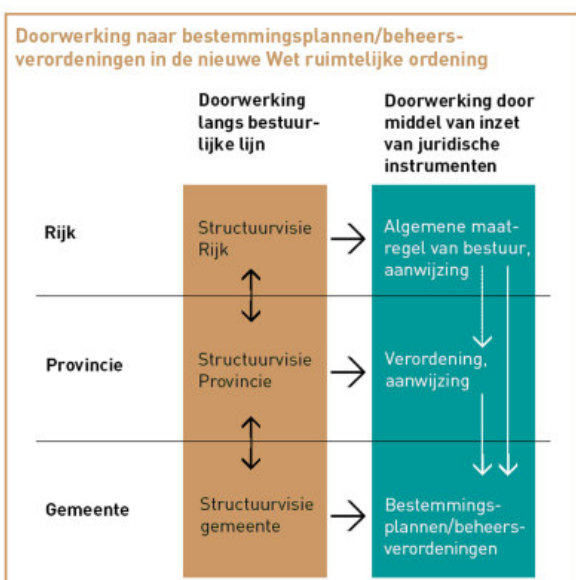 Doorwerking naar bestemmingsplannen/beheers-
verordeningen in de nieuwe Wet ruimtelijke ordening
Doorwerking
langs bestuur-
lijke lijn
Doorwerking door
middel van inzet
van juridische
instrumenten
Rijk
Structuurvisie
Rijk
Algemene maat-
regel van bestuur,
aanwijzing
Provincie
Structuurvisie
Provincie
Verordening,
aanwijzing
Gemeente
Structuurvisie
gemeente
Bestemmings-
plannen/beheers-
verordeningen